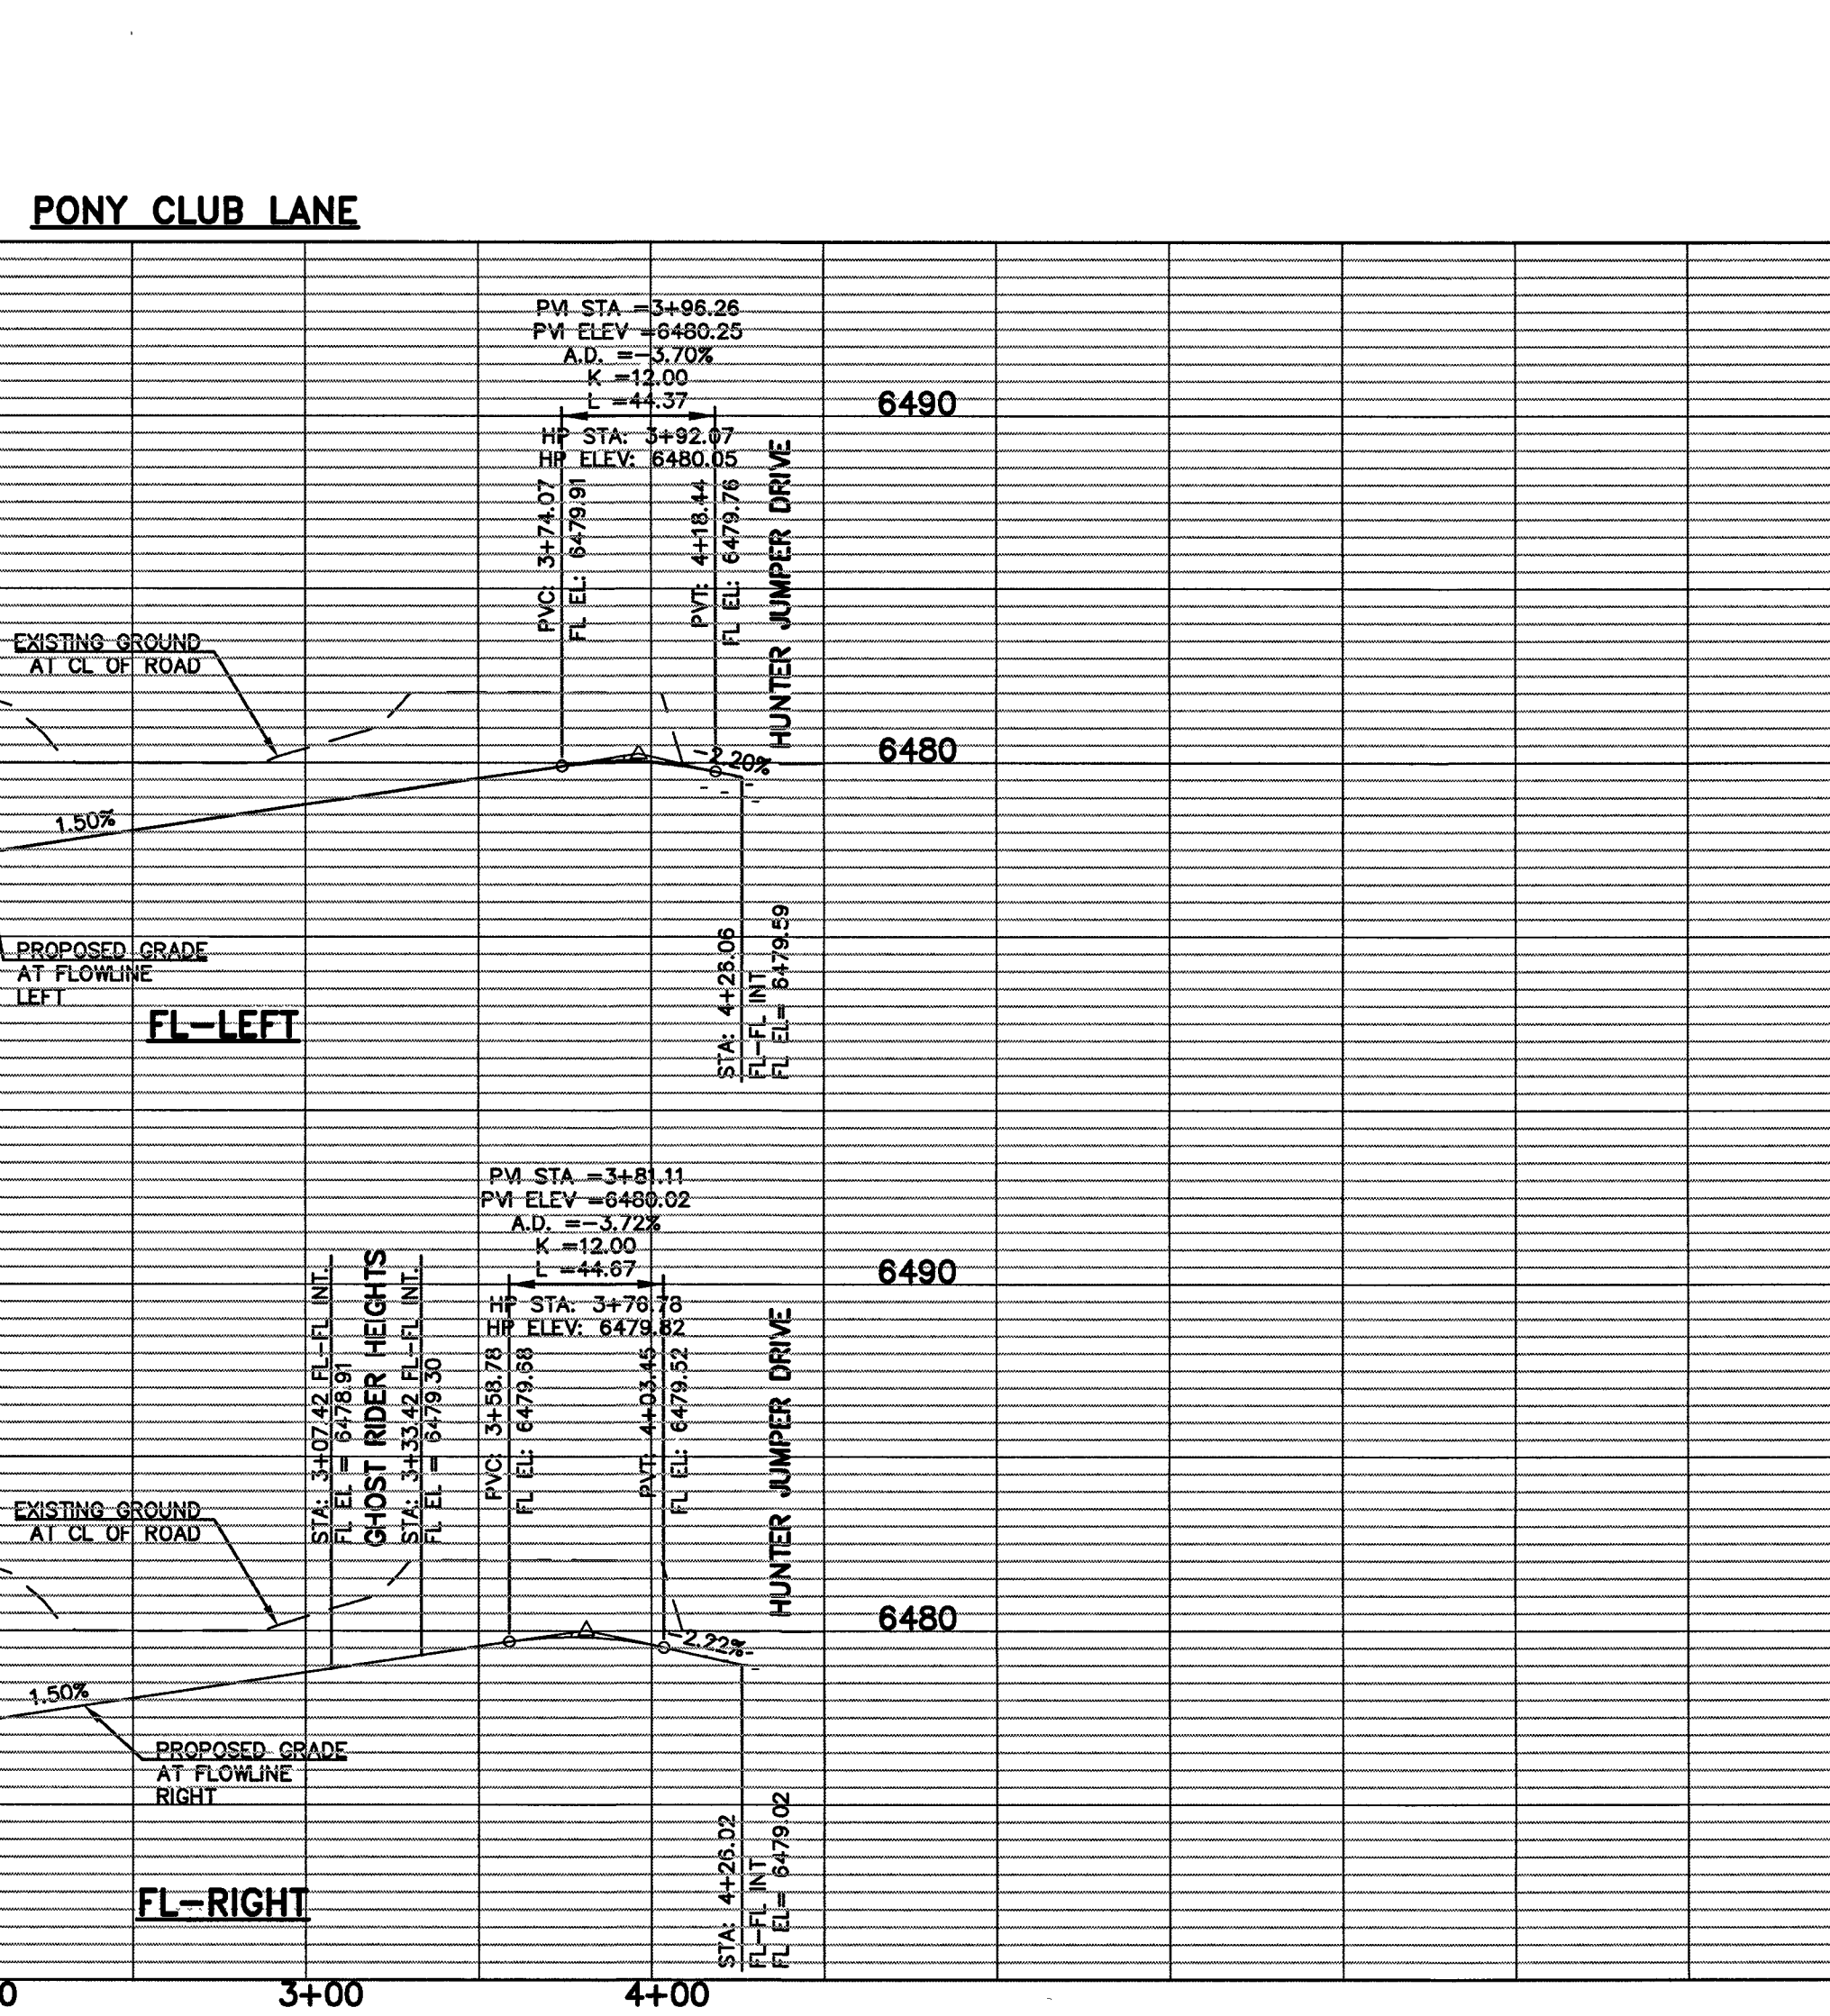 PONY CLUB LANE
PVI STA =3+96.26
PVI ELEV =6480.25
A.D. =-3.70%
K =12.00
L =44.37
HP STA: 3+92.07
HP ELEV: 6480.05
PVC: 3+74.07
FL EL: 6479.91
PVT: 4+18.44
FL EL: 6479.76
HUNTER JUMPER DRIVE
6490
EXISTING GROUND
AT CL OF ROAD
6480
-2.20%
1.50%
PROPOSED GRADE
AT FLOWLINE
LEFT
FL-LEFT
STA: 4+26.06
FL-FL INT
FL EL= 6479.59
PVI STA =3+81.11
PVI ELEV =6480.02
A.D. =-3.72%
K =12.00
L =44.67
HP STA: 3+76.78
HP ELEV: 6479.82
STA: 3+07.42 FL-FL INT.
FL EL = 6478.91
GHOST RIDER HEIGHTS
STA: 3+33.42 FL-FL INT.
FL EL = 6479.30
PVC: 3+58.78
FL EL: 6479.68
PVT: 4+03.45
FL EL: 6479.52
HUNTER JUMPER DRIVE
6490
EXISTING GROUND
AT CL OF ROAD
6480
-2.22%
1.50%
PROPOSED GRADE
AT FLOWLINE
RIGHT
FL-RIGHT
STA: 4+26.02
FL-FL INT
FL EL= 6479.02
0
3+00
4+00